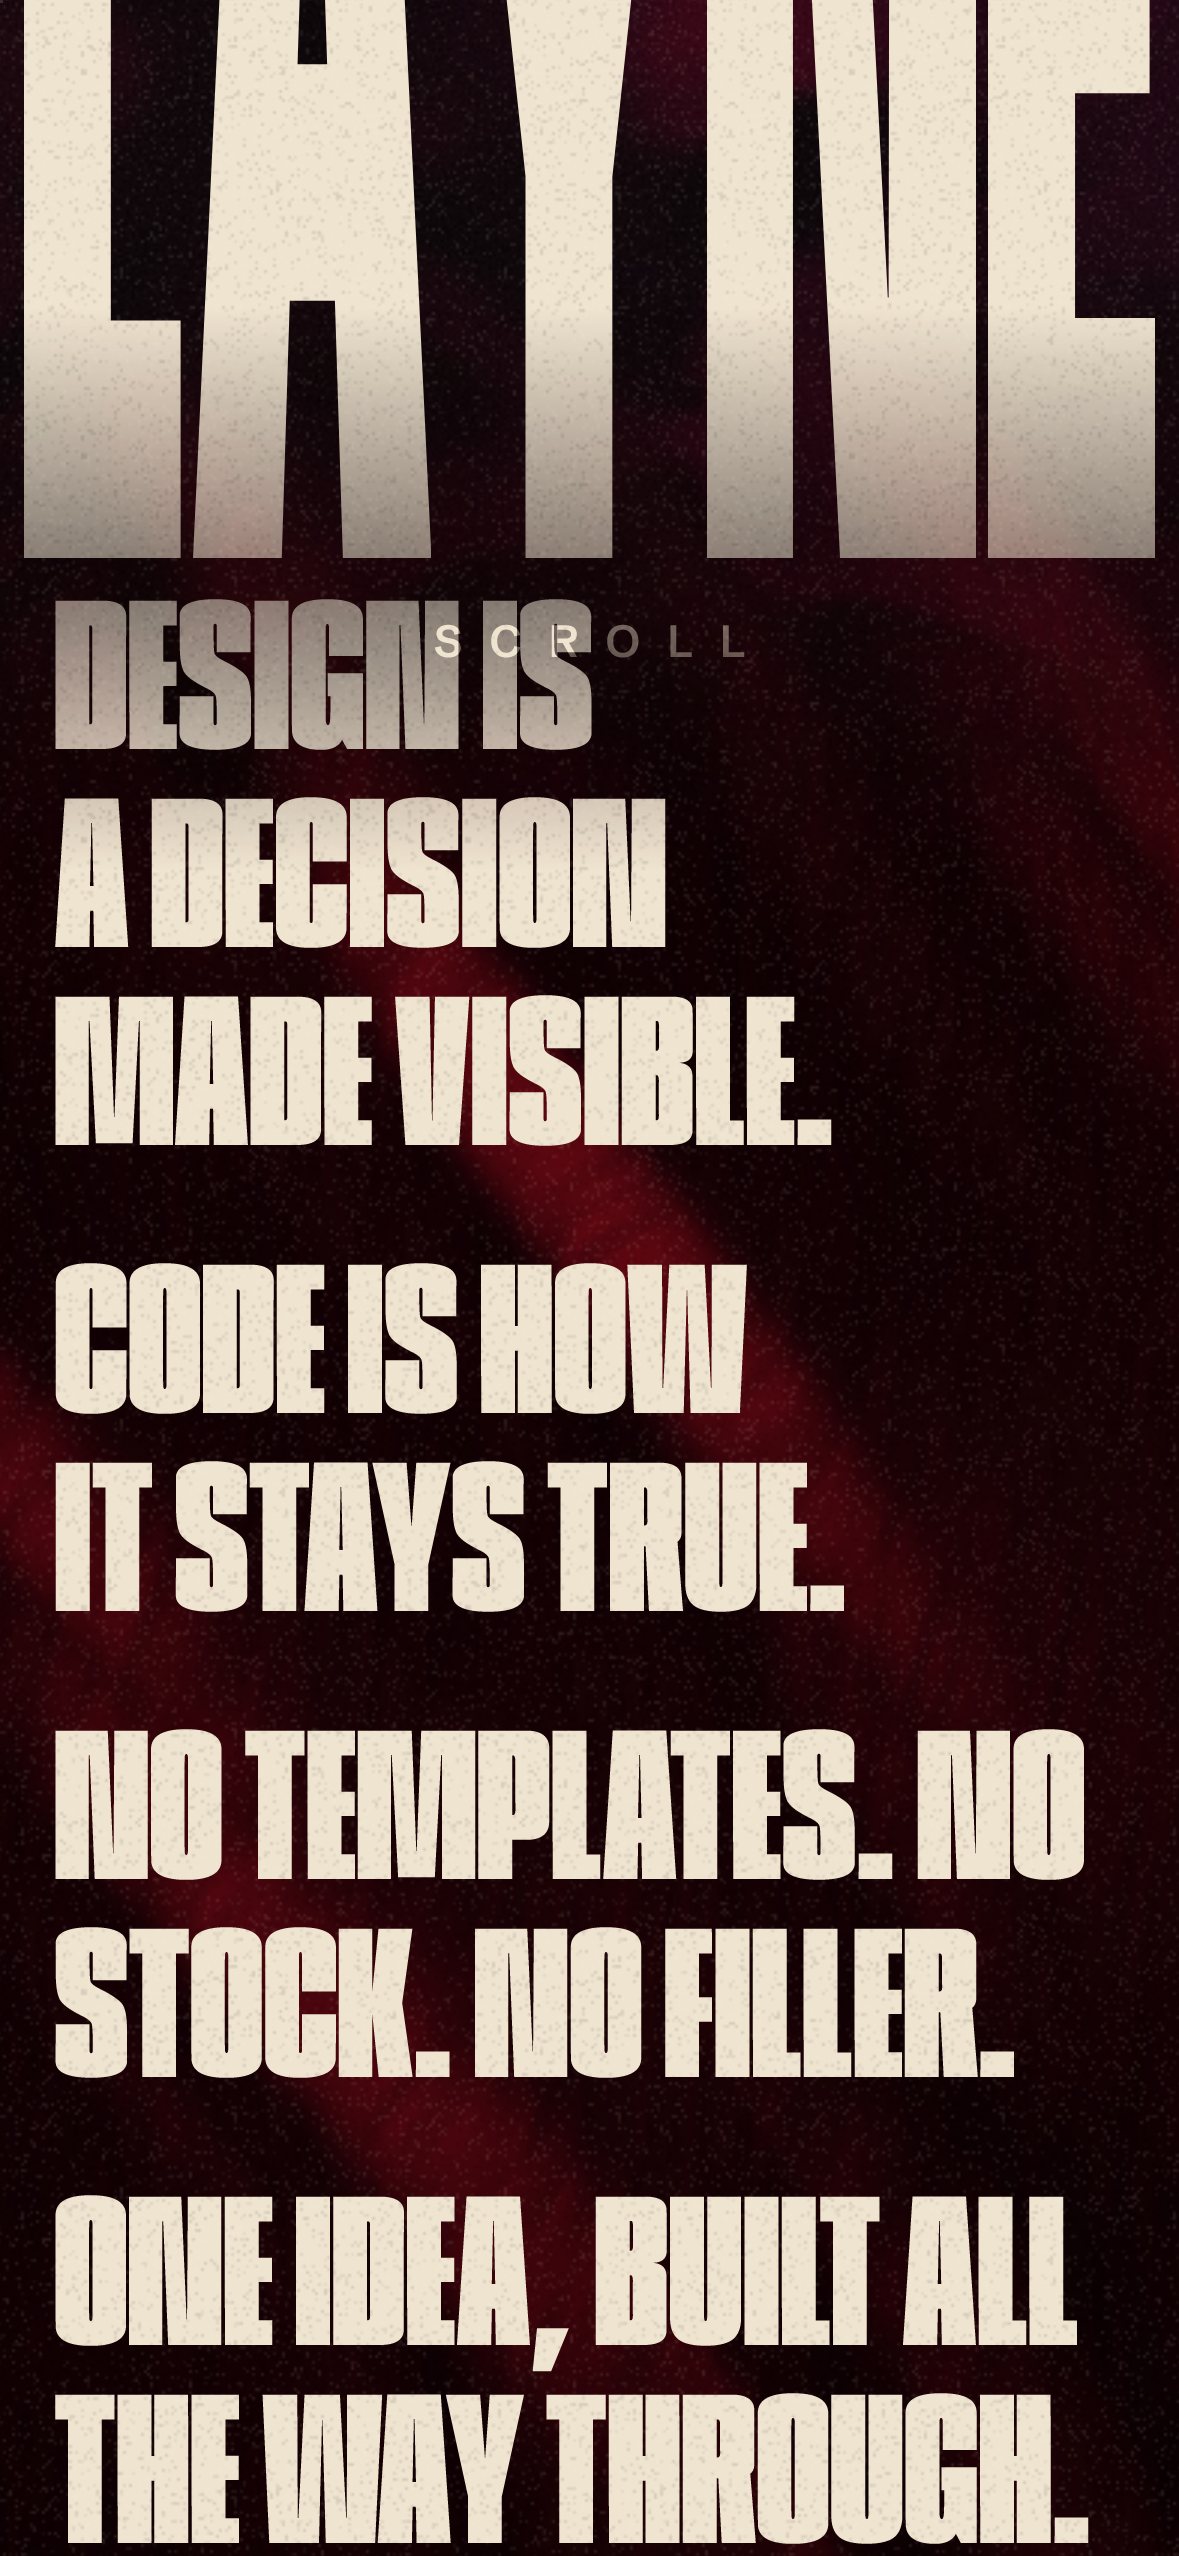 LAYNE
DESIGN IS
SCROLL
A DECISION
MADE VISIBLE.
CODE IS HOW
IT STAYS TRUE.
NO TEMPLATES. NO
STOCK. NO FILLER.
ONE IDEA, BUILT ALL
THE WAY THROUGH.